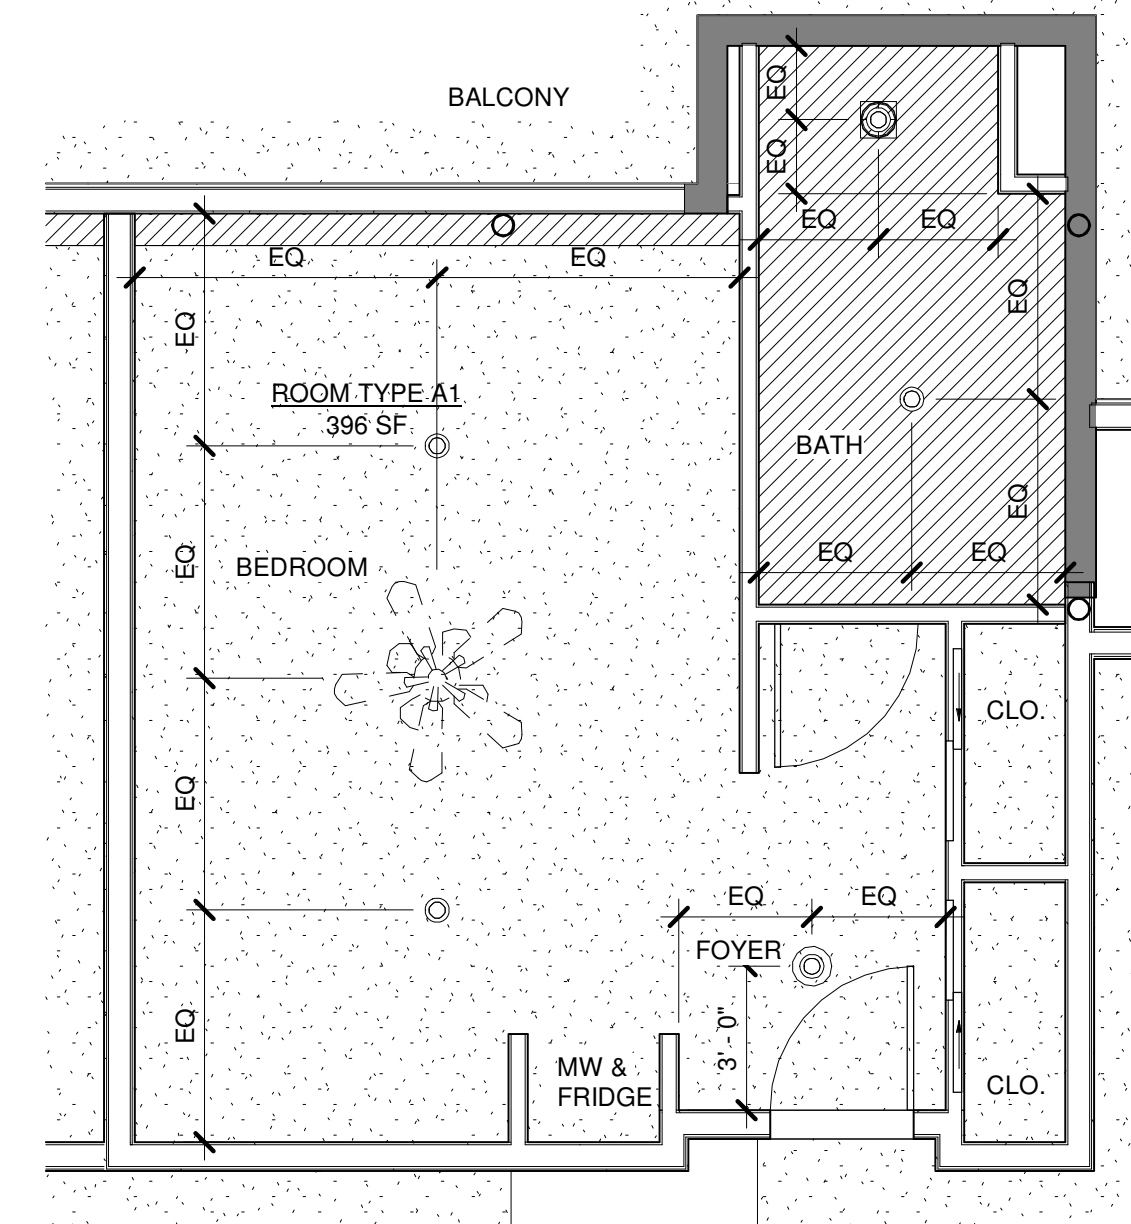 BALCONY
EQ
EQ
EQ
EQ
EQ
EQ
EQ
EQ
ROOM TYPE A1
396 SF
BATH
EQ
EQ
EQ
EQ
BEDROOM
CLO.
EQ
EQ
EQ
FOYER
EQ
3' - 0"
MW &
FRIDGE
CLO.